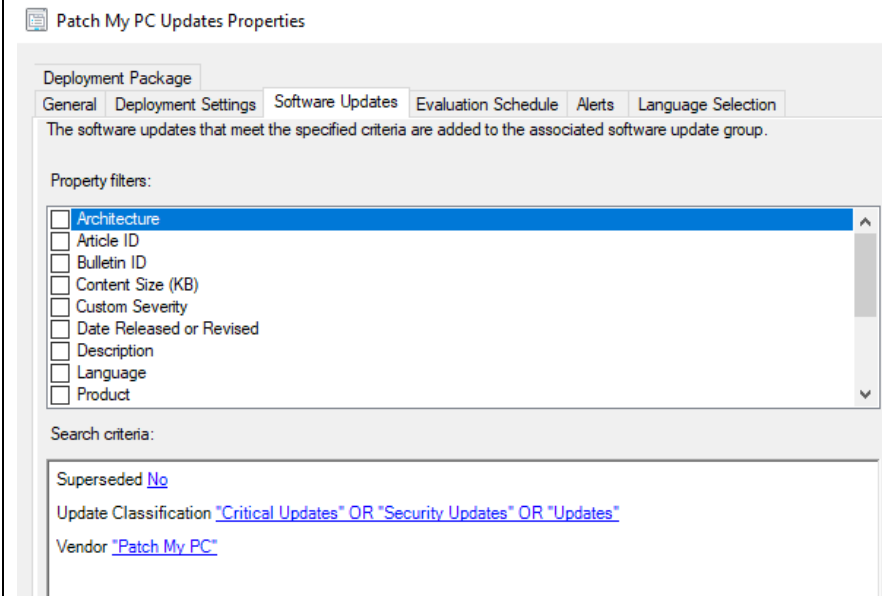 Patch My PC Updates Properties
Deployment Package
General Deployment Settings Software Updates Evaluation Schedule Alerts Language Selection
The software updates that meet the specified criteria are added to the associated software update group.
Property filters:
Architecture
Article ID
Bulletin ID
Content Size (KB)
Custom Severity
Date Released or Revised
Description
Language
Product
Search criteria:
Superseded No
Update Classification "Critical Updates" OR "Security Updates" OR "Updates"
Vendor "Patch My PC"